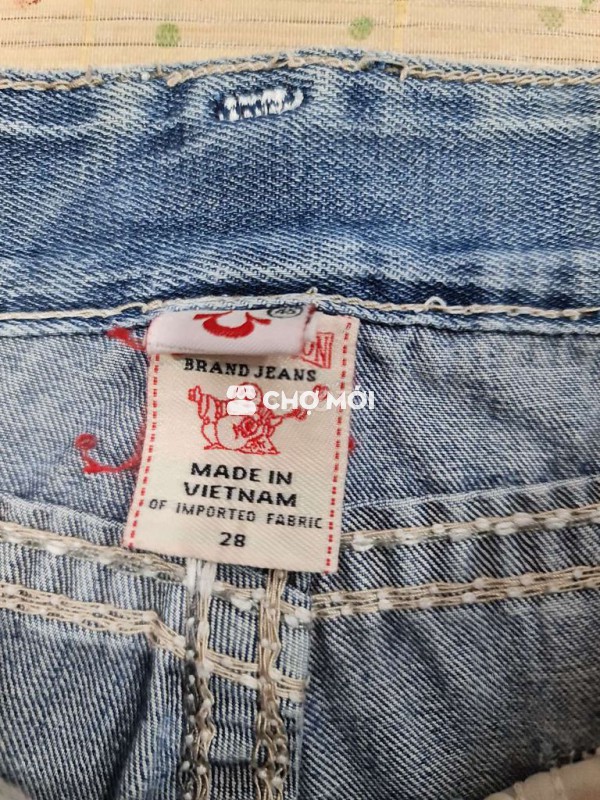 BRAND JEANS
CHỢ MỚI
MADE IN
VIETNAM
OF IMPORTED FABRIC
28